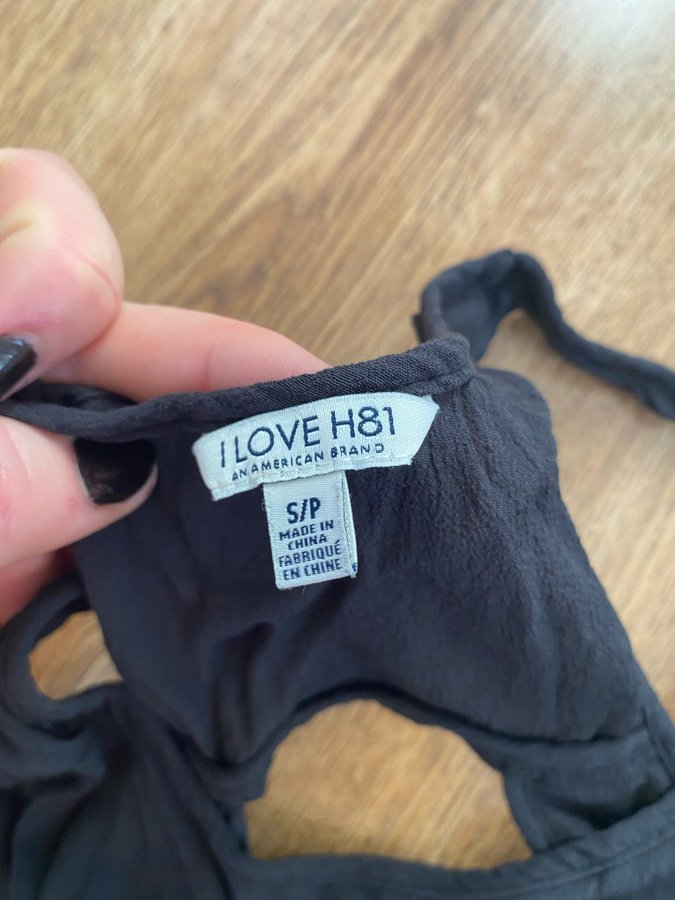 I LOVE H81
AN AMERICAN BRAND
S/P
MADE IN
CHINA
FABRIQUÉ
EN CHINE